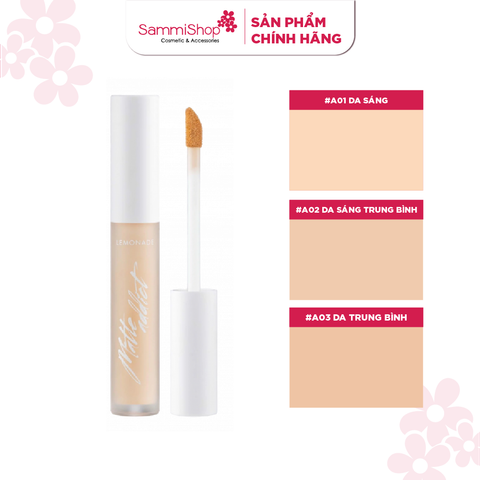 SammiShop
Cosmetic & Accessories
SẢN PHẨM
CHÍNH HÃNG
#A01 DA SÁNG
#A02 DA SÁNG TRUNG BÌNH
#A03 DA TRUNG BÌNH
LEMONADE
Matte
addict